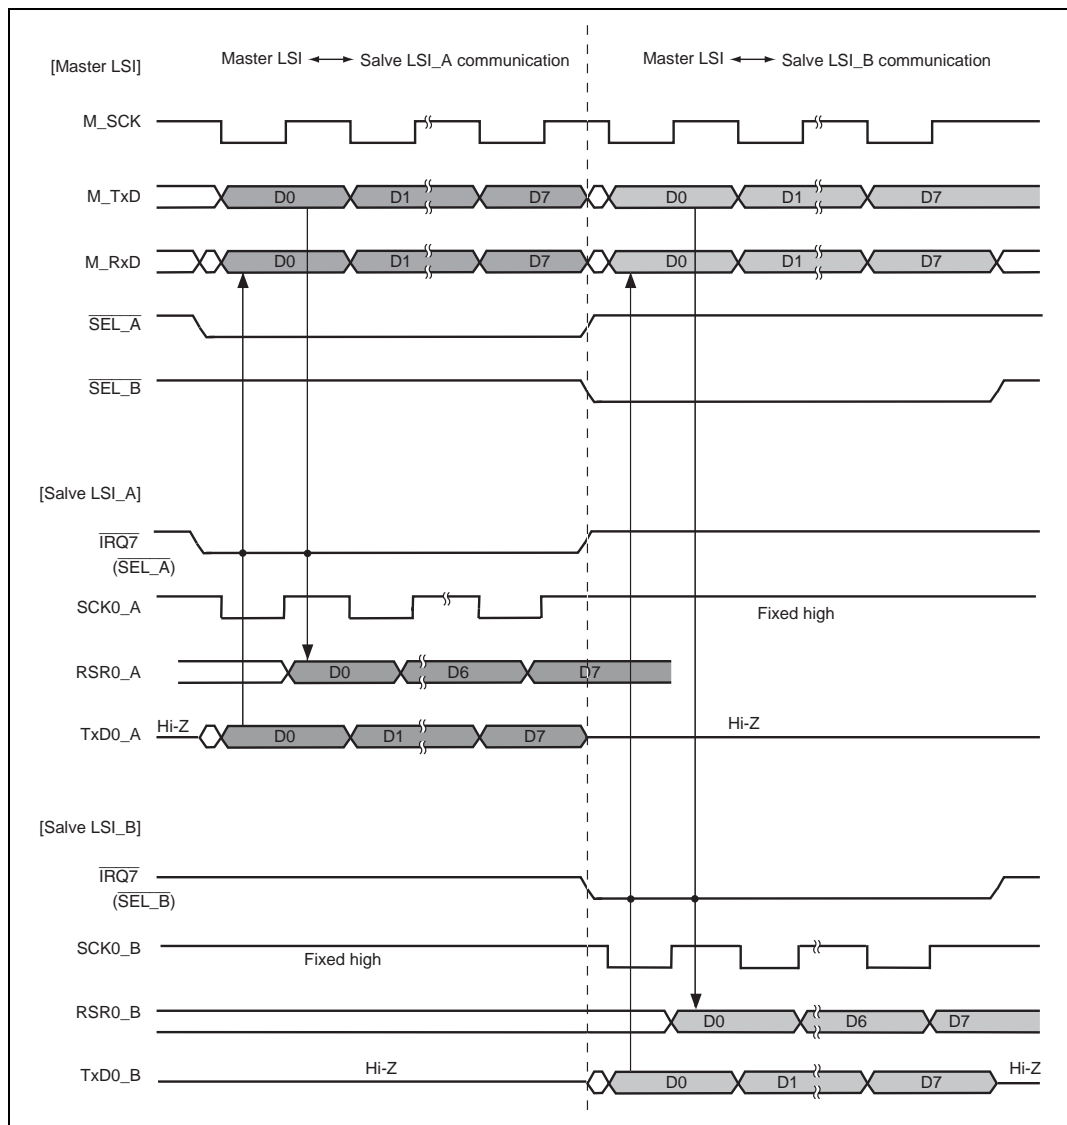 Master LSI ↔ Salve LSI_A communication Master LSI ↔ Salve LSI_B communication
[Master LSI]
M_SCK
M_TxD D0 D1 D7 D0 D1 D7
M_RxD D0 D1 D7 D0 D1 D7
SEL_A
SEL_B
[Salve LSI_A]
IRQ7
(SEL_A)
SCK0_A
Fixed high
RSR0_A D0 D6 D7
TxD0_A Hi-Z D0 D1 D7 Hi-Z
[Salve LSI_B]
IRQ7
(SEL_B)
SCK0_B
Fixed high
RSR0_B D0 D6 D7
TxD0_B Hi-Z D0 D1 D7 Hi-Z